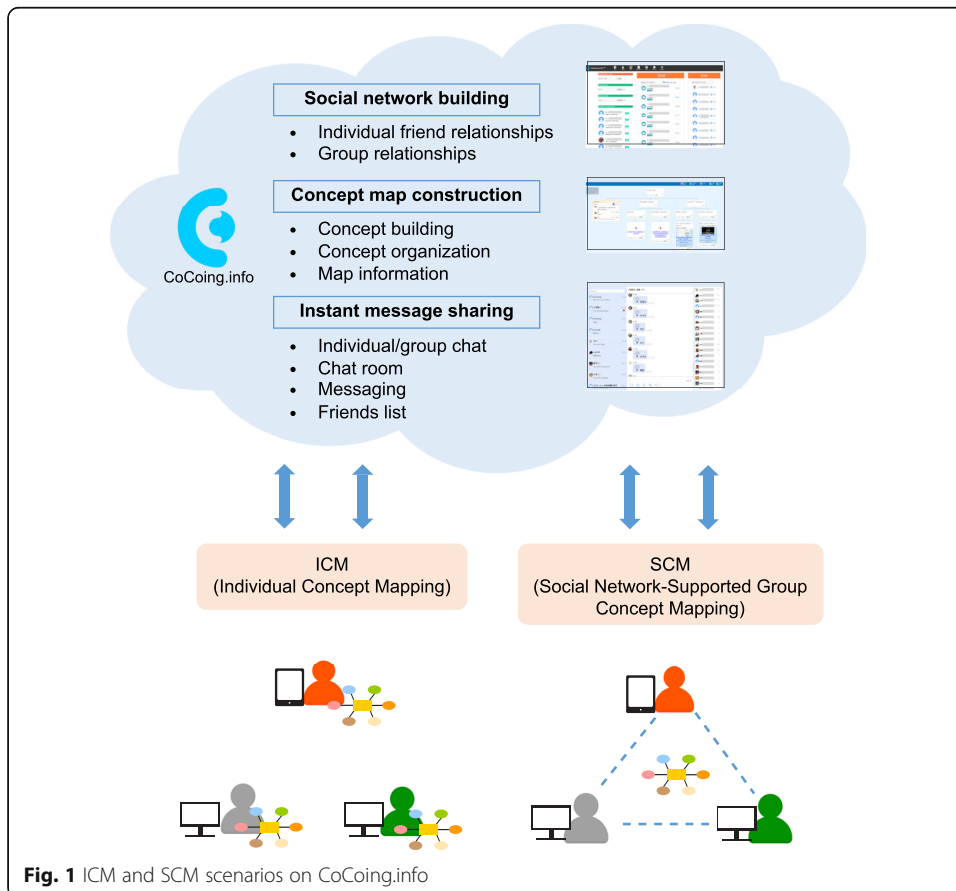 Social network building
• Individual friend relationships
• Group relationships
Concept map construction
• Concept building
• Concept organization
• Map information
CoCoing.info
Instant message sharing
• Individual/group chat
• Chat room
• Messaging
• Friends list
ICM
(Individual Concept Mapping)
SCM
(Social Network-Supported Group
Concept Mapping)
Fig. 1 ICM and SCM scenarios on CoCoing.info